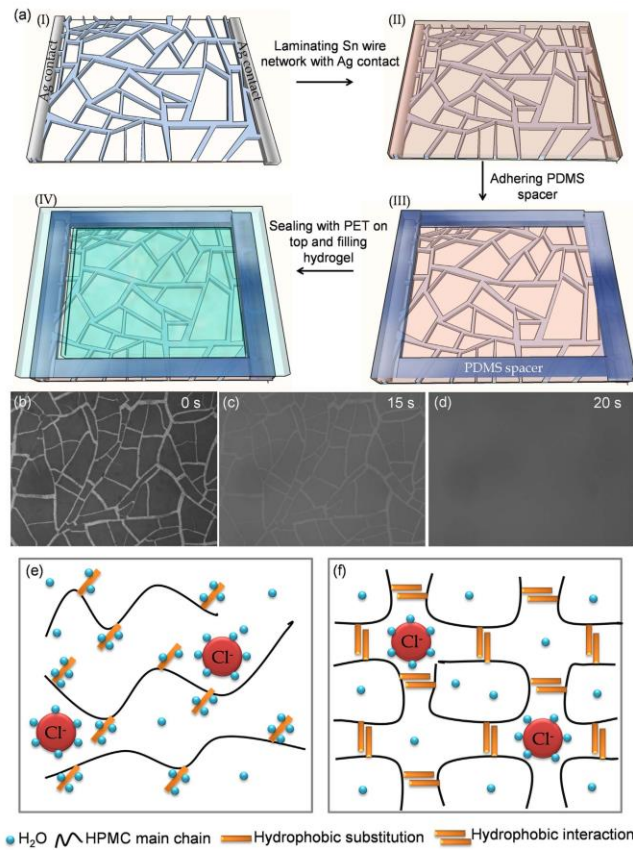 (a)
(I)
Ag contact
Ag contact
Laminating Sn wire
network with Ag contact
(II)
Adhering PDMS
spacer
(IV)
Sealing with PET on
top and filling
hydrogel
(III)
PDMS spacer
(b)
0 s
(c)
15 s
(d)
20 s
(e)
Cl-
Cl-
(f)
Cl-
Cl-
H₂O HPMC main chain Hydrophobic substitution Hydrophobic interaction